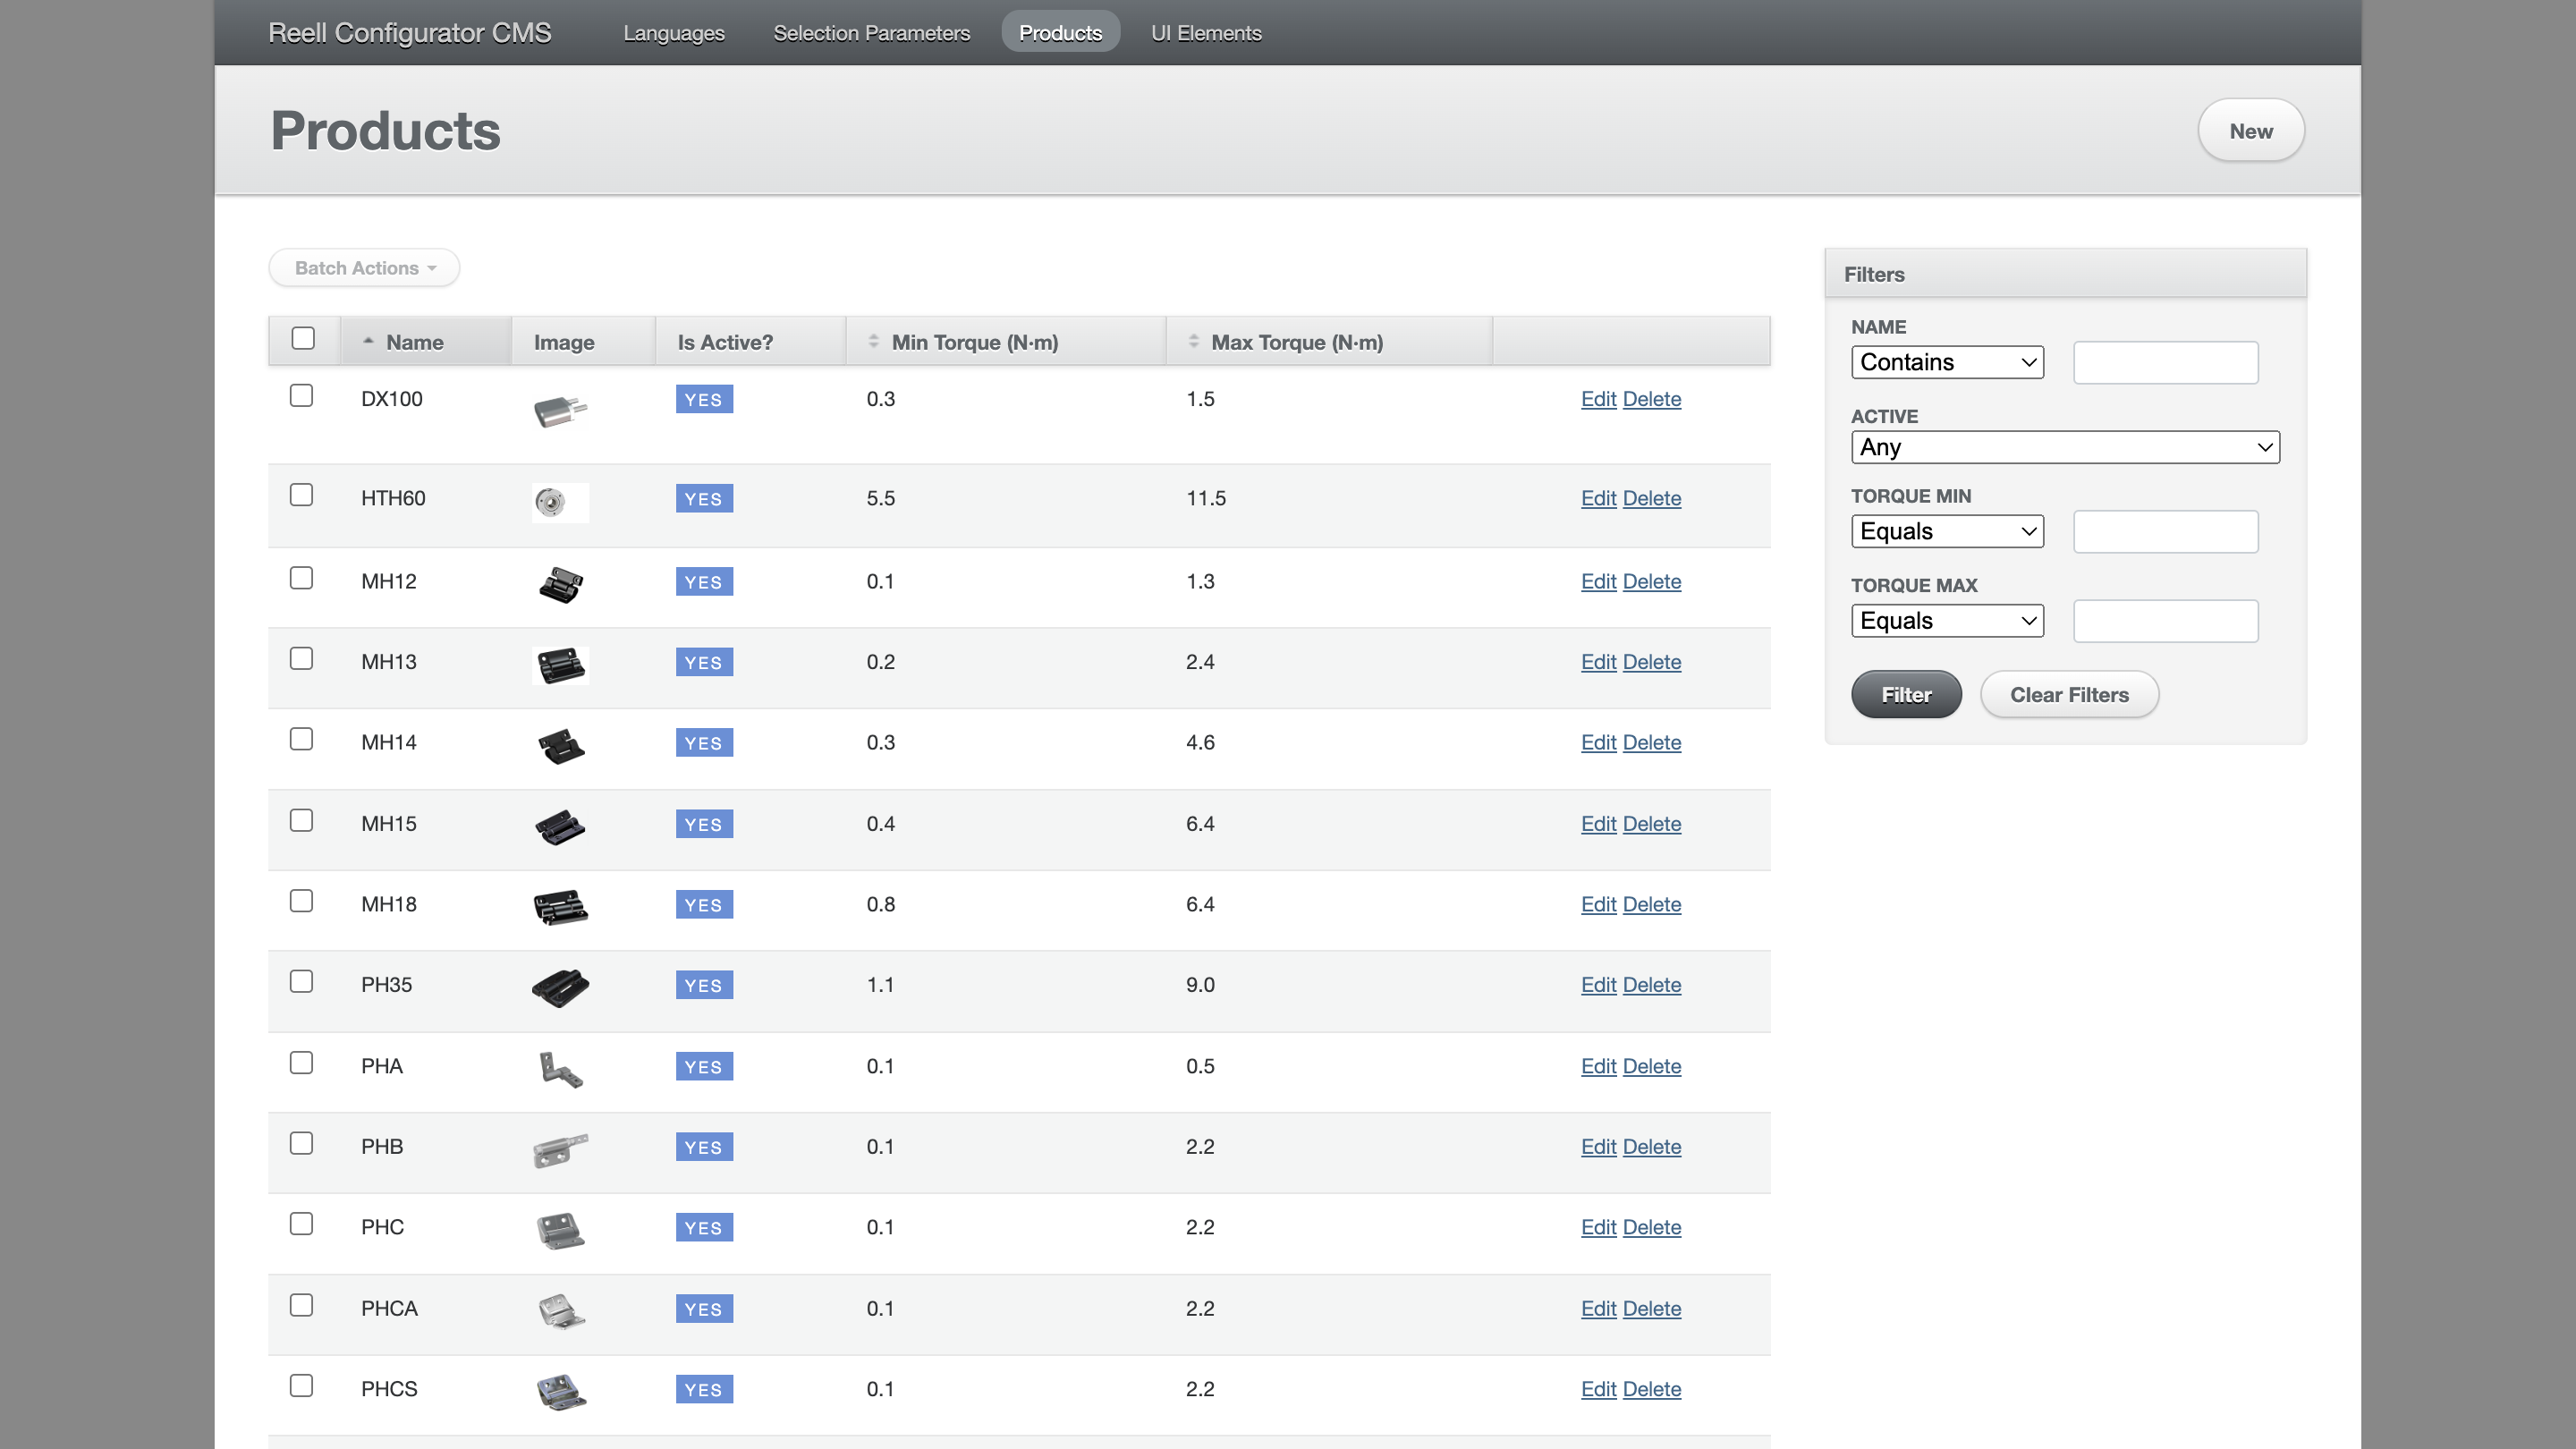 Reell Configurator CMS Languages Selection Parameters Products UI Elements
Products New
Batch Actions
Name Image Is Active? Min Torque (N·m) Max Torque (N·m)
DX100 YES 0.3 1.5 Edit Delete
HTH60 YES 5.5 11.5 Edit Delete
MH12 YES 0.1 1.3 Edit Delete
MH13 YES 0.2 2.4 Edit Delete
MH14 YES 0.3 4.6 Edit Delete
MH15 YES 0.4 6.4 Edit Delete
MH18 YES 0.8 6.4 Edit Delete
PH35 YES 1.1 9.0 Edit Delete
PHA YES 0.1 0.5 Edit Delete
PHB YES 0.1 2.2 Edit Delete
PHC YES 0.1 2.2 Edit Delete
PHCA YES 0.1 2.2 Edit Delete
PHCS YES 0.1 2.2 Edit Delete
Filters
NAME
Contains
ACTIVE
Any
TORQUE MIN
Equals
TORQUE MAX
Equals
Filter Clear Filters